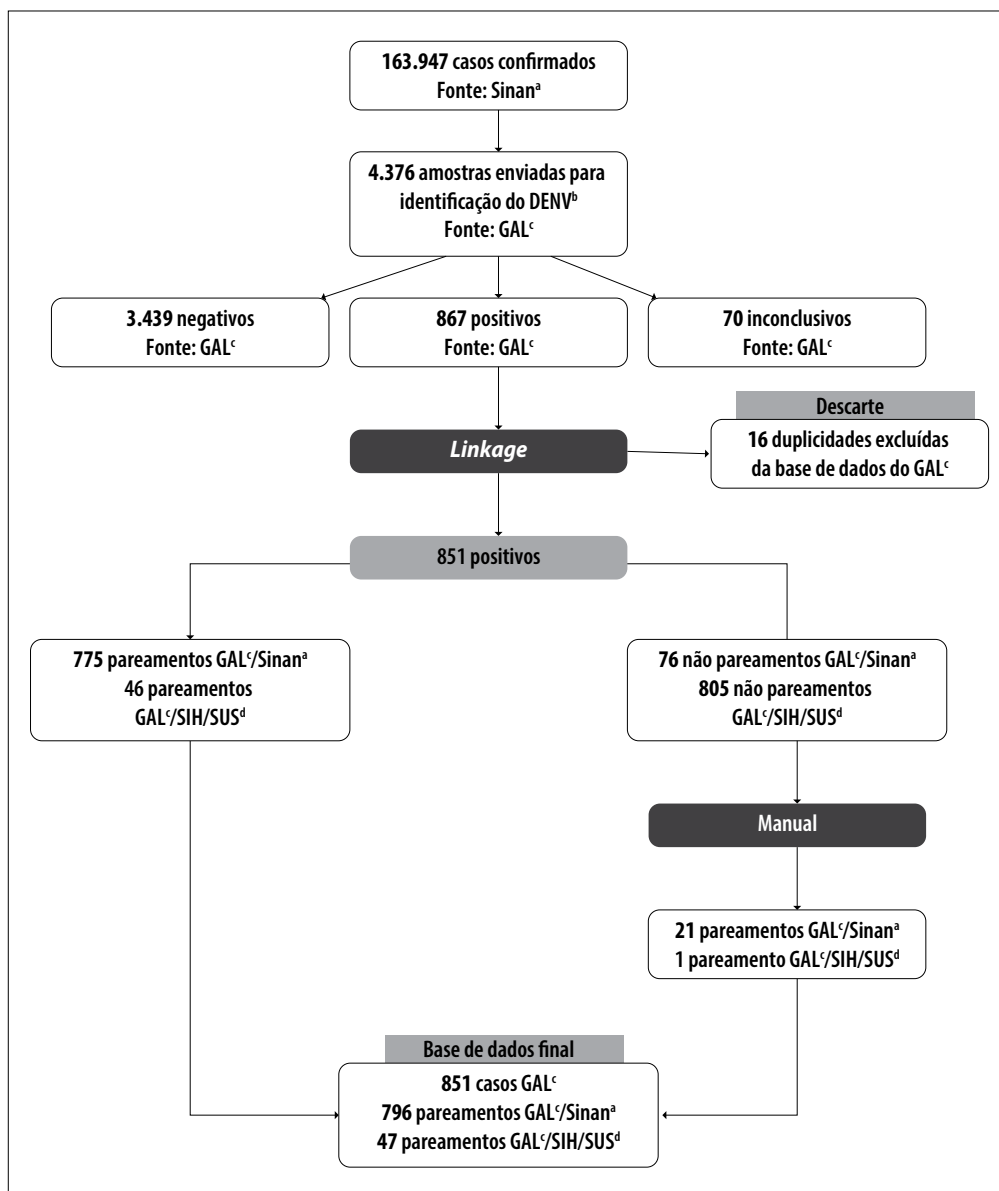 163.947 casos confirmados
Fonte: Sinanª
4.376 amostras enviadas para
identificação do DENVᵇ
Fonte: GALᶜ
3.439 negativos
Fonte: GALᶜ
867 positivos
Fonte: GALᶜ
70 inconclusivos
Fonte: GALᶜ
Linkage
Descarte
16 duplicidades excluídas
da base de dados do GALᶜ
851 positivos
775 pareamentos GALᶜ/Sinanª
46 pareamentos
GALᶜ/SIH/SUSᵈ
76 não pareamentos GALᶜ/Sinanª
805 não pareamentos
GALᶜ/SIH/SUSᵈ
Manual
21 pareamentos GALᶜ/Sinanª
1 pareamento GALᶜ/SIH/SUSᵈ
Base de dados final
851 casos GALᶜ
796 pareamentos GALᶜ/Sinanª
47 pareamentos GALᶜ/SIH/SUSᵈ